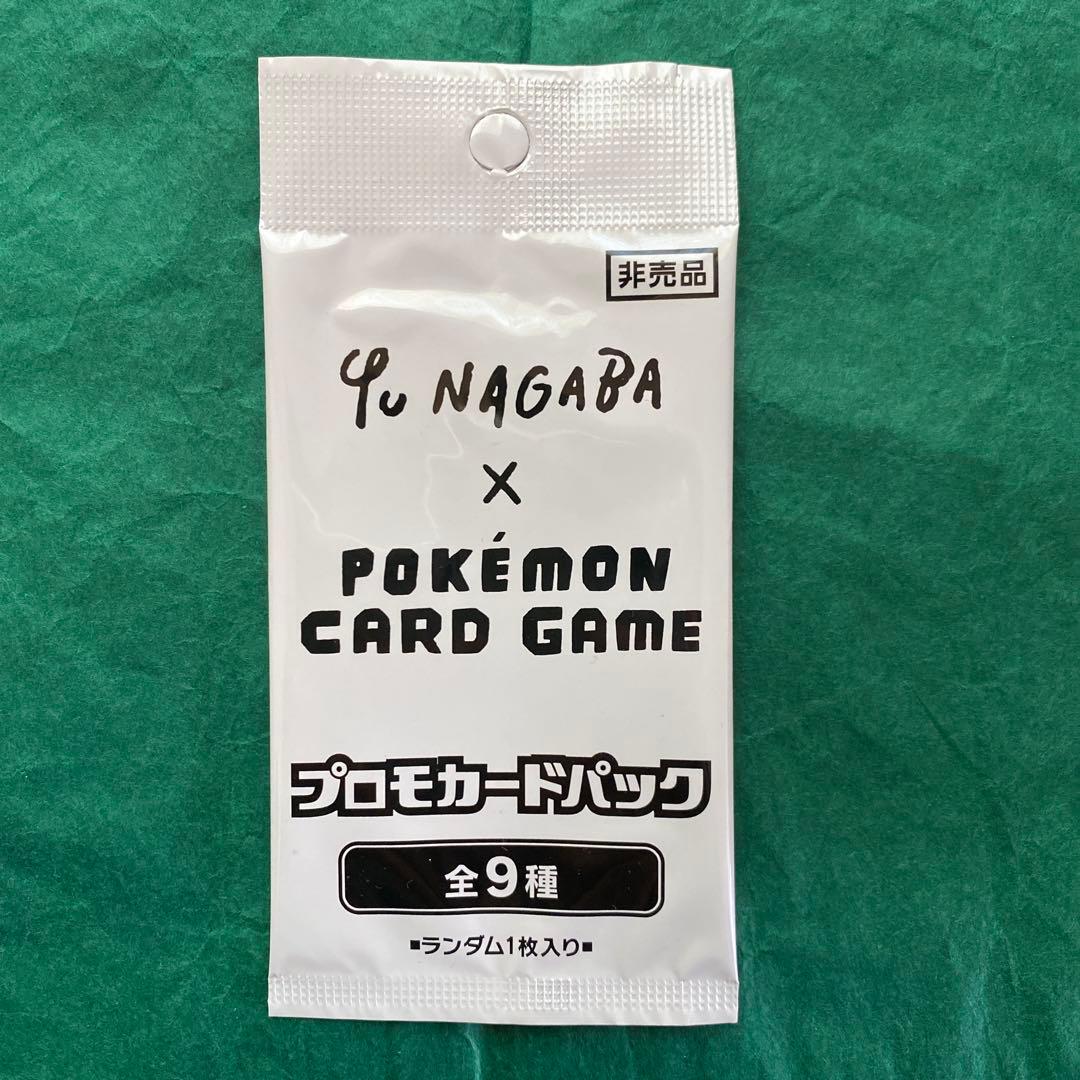 非売品
Yu NAGABA
×
POKÉMON
CARD GAME
プロモカードパック
全9種
■ランダム1枚入り■